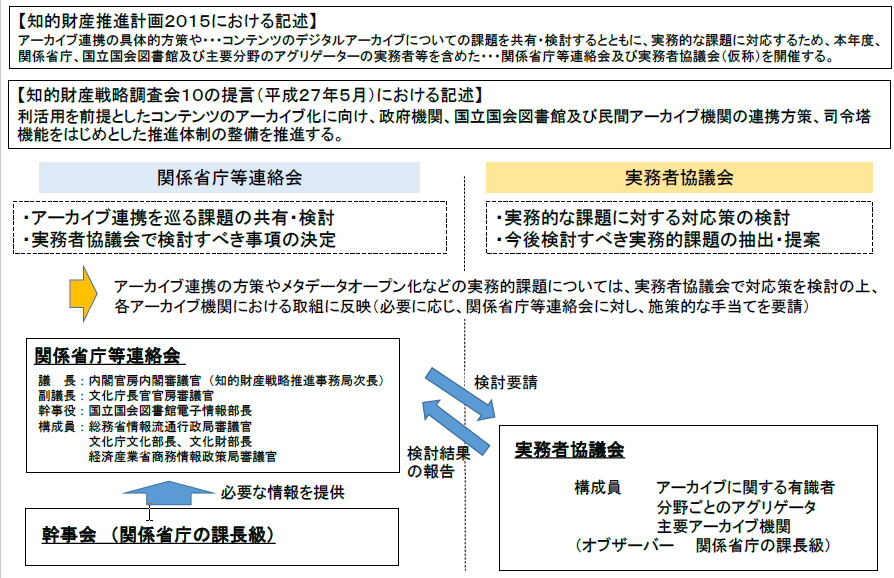 【知的財産推進計画2015における記述】
アーカイブ連携の具体的方策や・・・コンテンツのデジタルアーカイブについての課題を共有・検討するとともに、実務的な課題に対応するため、本年度、
関係省庁、国立国会図書館及び主要分野のアグリゲーターの実務者等を含めた・・・関係省庁等連絡会及び実務者協議会(仮称)を開催する。
【知的財産戦略調査会10の提言(平成27年5月)における記述】
利活用を前提としたコンテンツのアーカイブ化に向け、政府機関、国立国会図書館及び民間アーカイブ機関の連携方策、司令塔
機能をはじめとした推進体制の整備を推進する。
関係省庁等連絡会
・アーカイブ連携を巡る課題の共有・検討
・実務者協議会で検討すべき事項の決定
実務者協議会
・実務的な課題に対する対応策の検討
・今後検討すべき実務的課題の抽出・提案
アーカイブ連携の方策やメタデータオープン化などの実務的課題については、実務者協議会で対応策を検討の上、
各アーカイブ機関における取組に反映(必要に応じ、関係省庁等連絡会に対し、施策的な手当てを要請)
関係省庁等連絡会
議 長:内閣官房内閣審議官(知的財産戦略推進事務局次長)
副議長:文化庁長官官房審議官
幹事役:国立国会図書館電子情報部長
構成員:総務省情報流通行政局審議官
文化庁文化部長、文化財部長
経済産業省商務情報政策局審議官
検討要請
検討結果
の報告
必要な情報を提供
幹事会 (関係省庁の課長級)
実務者協議会
構成員 アーカイブに関する有識者
分野ごとのアグリゲータ
主要アーカイブ機関
(オブザーバー 関係省庁の課長級)